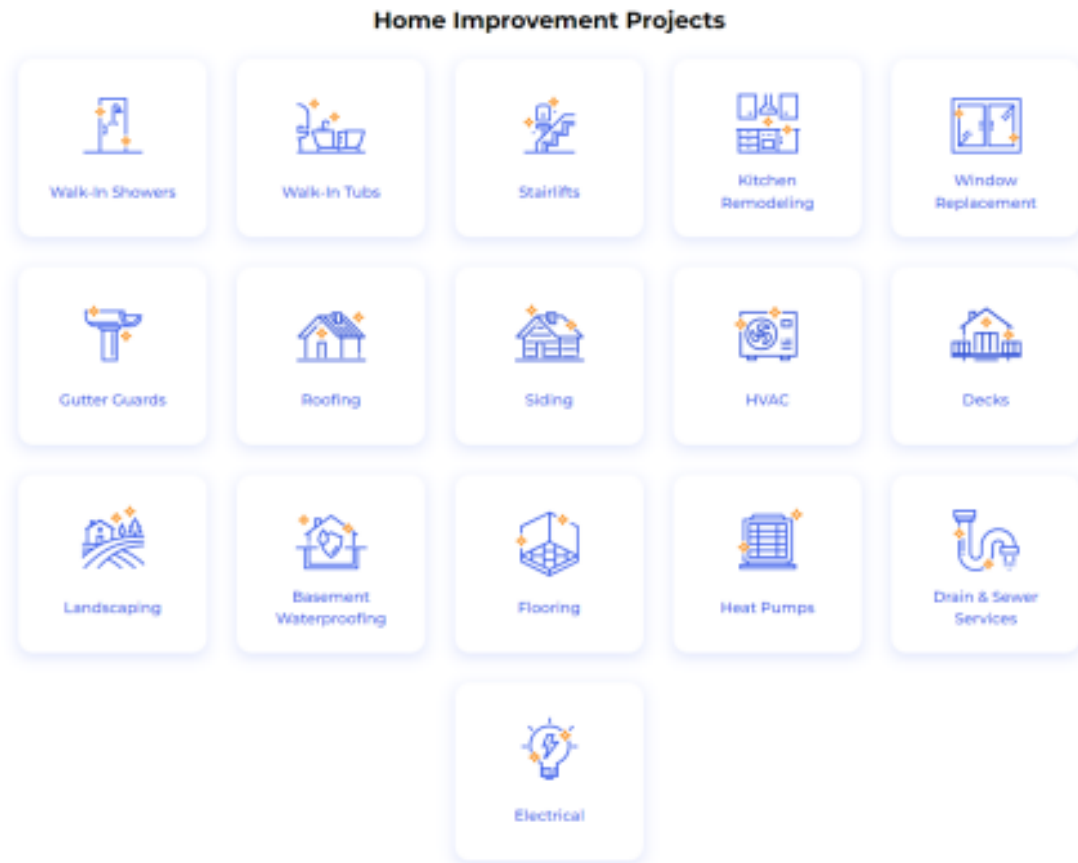 Home Improvement Projects
Walk-In Showers
Walk-In Tubs
Stairlifts
Kitchen
Remodeling
Window
Replacement
Gutter Guards
Roofing
Siding
HVAC
Decks
Landscaping
Basement
Waterproofing
Flooring
Heat Pumps
Drain & Sewer
Services
Electrical